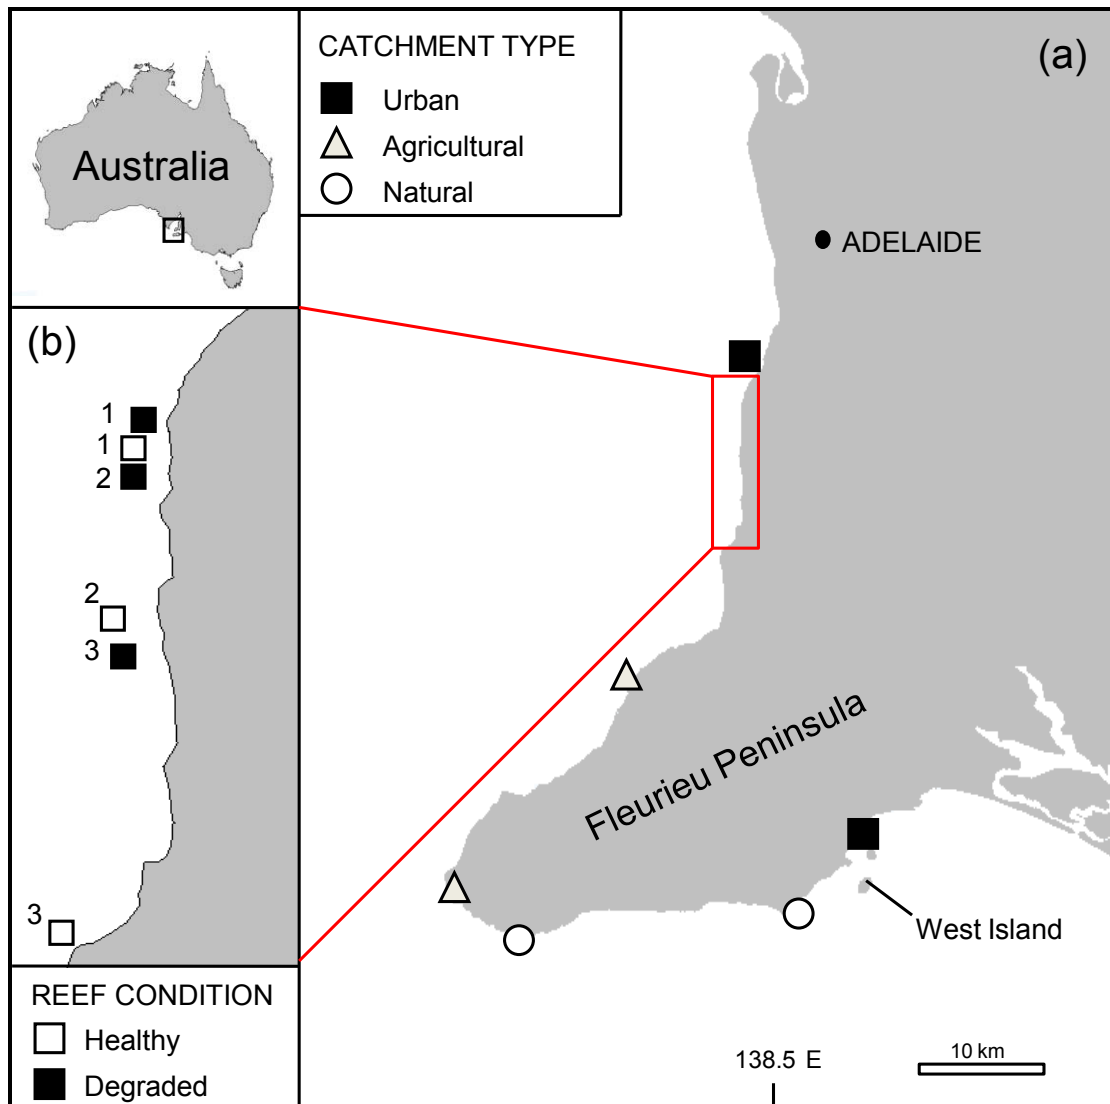 CATCHMENT TYPE
Urban
Agricultural
Natural
(a)
Australia
ADELAIDE
(b)
1
1
2
2
3
3
Fleurieu Peninsula
West Island
REEF CONDITION
Healthy
Degraded
138.5 E
10 km